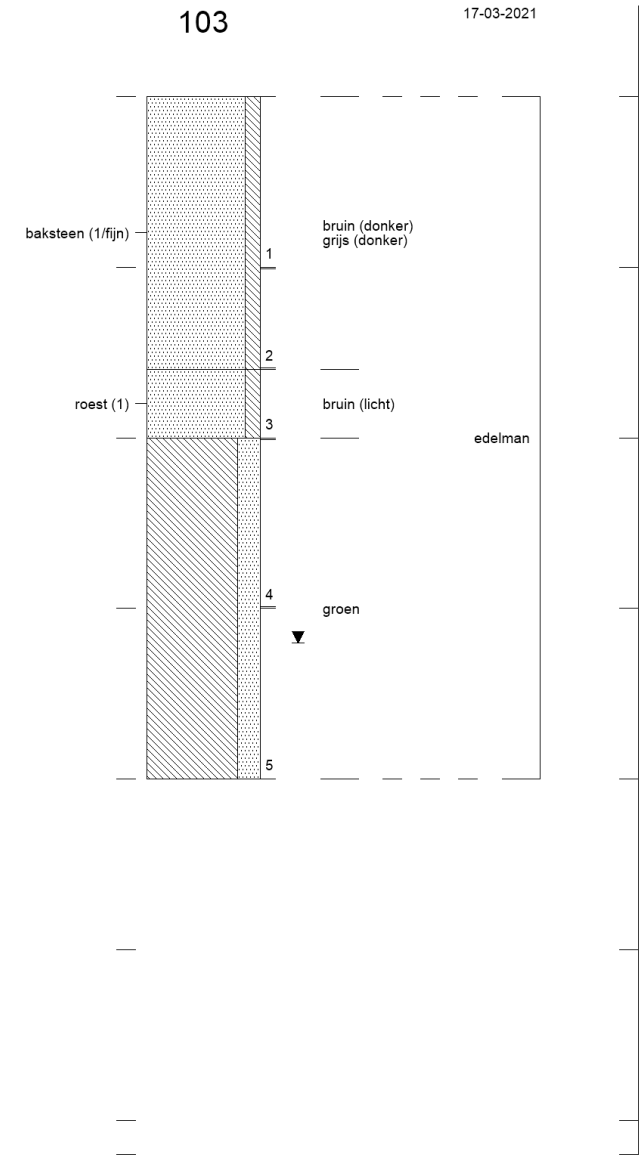 103
17-03-2021
baksteen (1/fijn)
bruin (donker)
grijs (donker)
1
2
roest (1)
bruin (licht)
3
edelman
4
groen
5